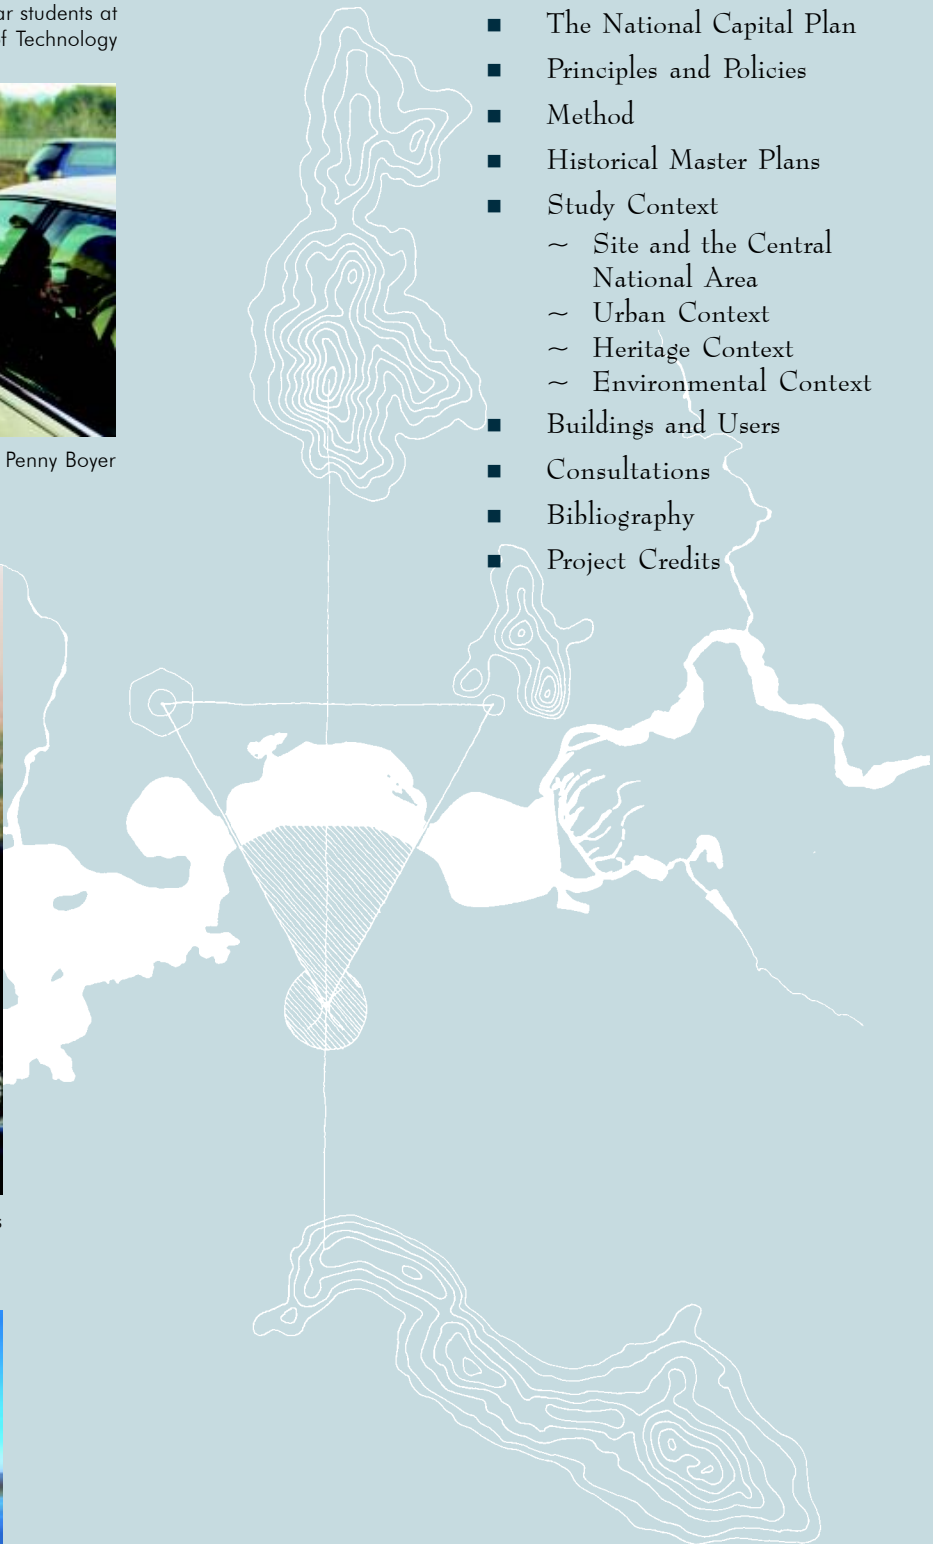 ar students at
of Technology
Penny Boyer
s
■ The National Capital Plan
■ Principles and Policies
■ Method
■ Historical Master Plans
■ Study Context
~ Site and the Central
National Area
~ Urban Context
~ Heritage Context
~ Environmental Context
■ Buildings and Users
■ Consultations
■ Bibliography
■ Project Credits